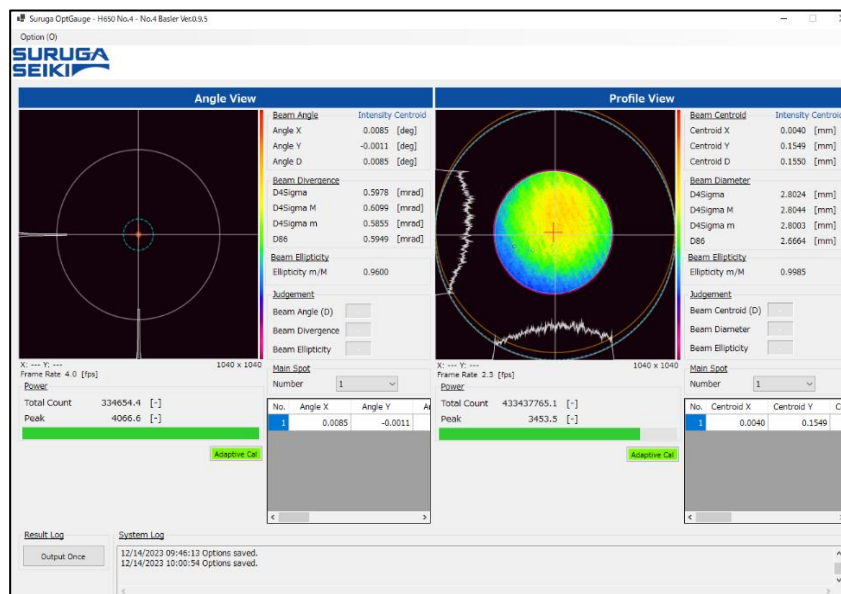 Suruga OptGauge - H650 No.4 - No.4 Basler Ver.0.9.5
Option (O)
SURUGA
SEIKI
Angle View
Beam Angle Intensity Centroid
Angle X 0.0085 [deg]
Angle Y -0.0011 [deg]
Angle D 0.0085 [deg]
Beam Divergence
D4Sigma 0.5978 [mrad]
D4Sigma M 0.6099 [mrad]
D4Sigma m 0.5855 [mrad]
D86 0.5949 [mrad]
Beam Ellipticity
Ellipticity m/M 0.9600
Judgement
Beam Angle (D)
Beam Divergence
Beam Ellipticity
X: --- Y: --- 1040 x 1040
Frame Rate 4.0 [fps]
Power
Total Count 334654.4 [-]
Peak 4066.6 [-]
Adaptive Cal
Main Spot
Number 1
No. Angle X Angle Y
1 0.0085 -0.0011
Profile View
Beam Centroid Intensity Centroid
Centroid X 0.0040 [mm]
Centroid Y 0.1549 [mm]
Centroid D 0.1550 [mm]
Beam Diameter
D4Sigma 2.8024 [mm]
D4Sigma M 2.8044 [mm]
D4Sigma m 2.8003 [mm]
D86 2.6664 [mm]
Beam Ellipticity
Ellipticity m/M 0.9985
Judgement
Beam Centroid (D)
Beam Diameter
Beam Ellipticity
X: --- Y: --- 1040 x 1040
Frame Rate 2.3 [fps]
Power
Total Count 433437765.1 [-]
Peak 3453.5 [-]
Adaptive Cal
Main Spot
Number 1
No. Centroid X Centroid Y
1 0.0040 0.1549
Result Log
Output Once
System Log
12/14/2023 09:46:13 Options saved.
12/14/2023 10:00:54 Options saved.